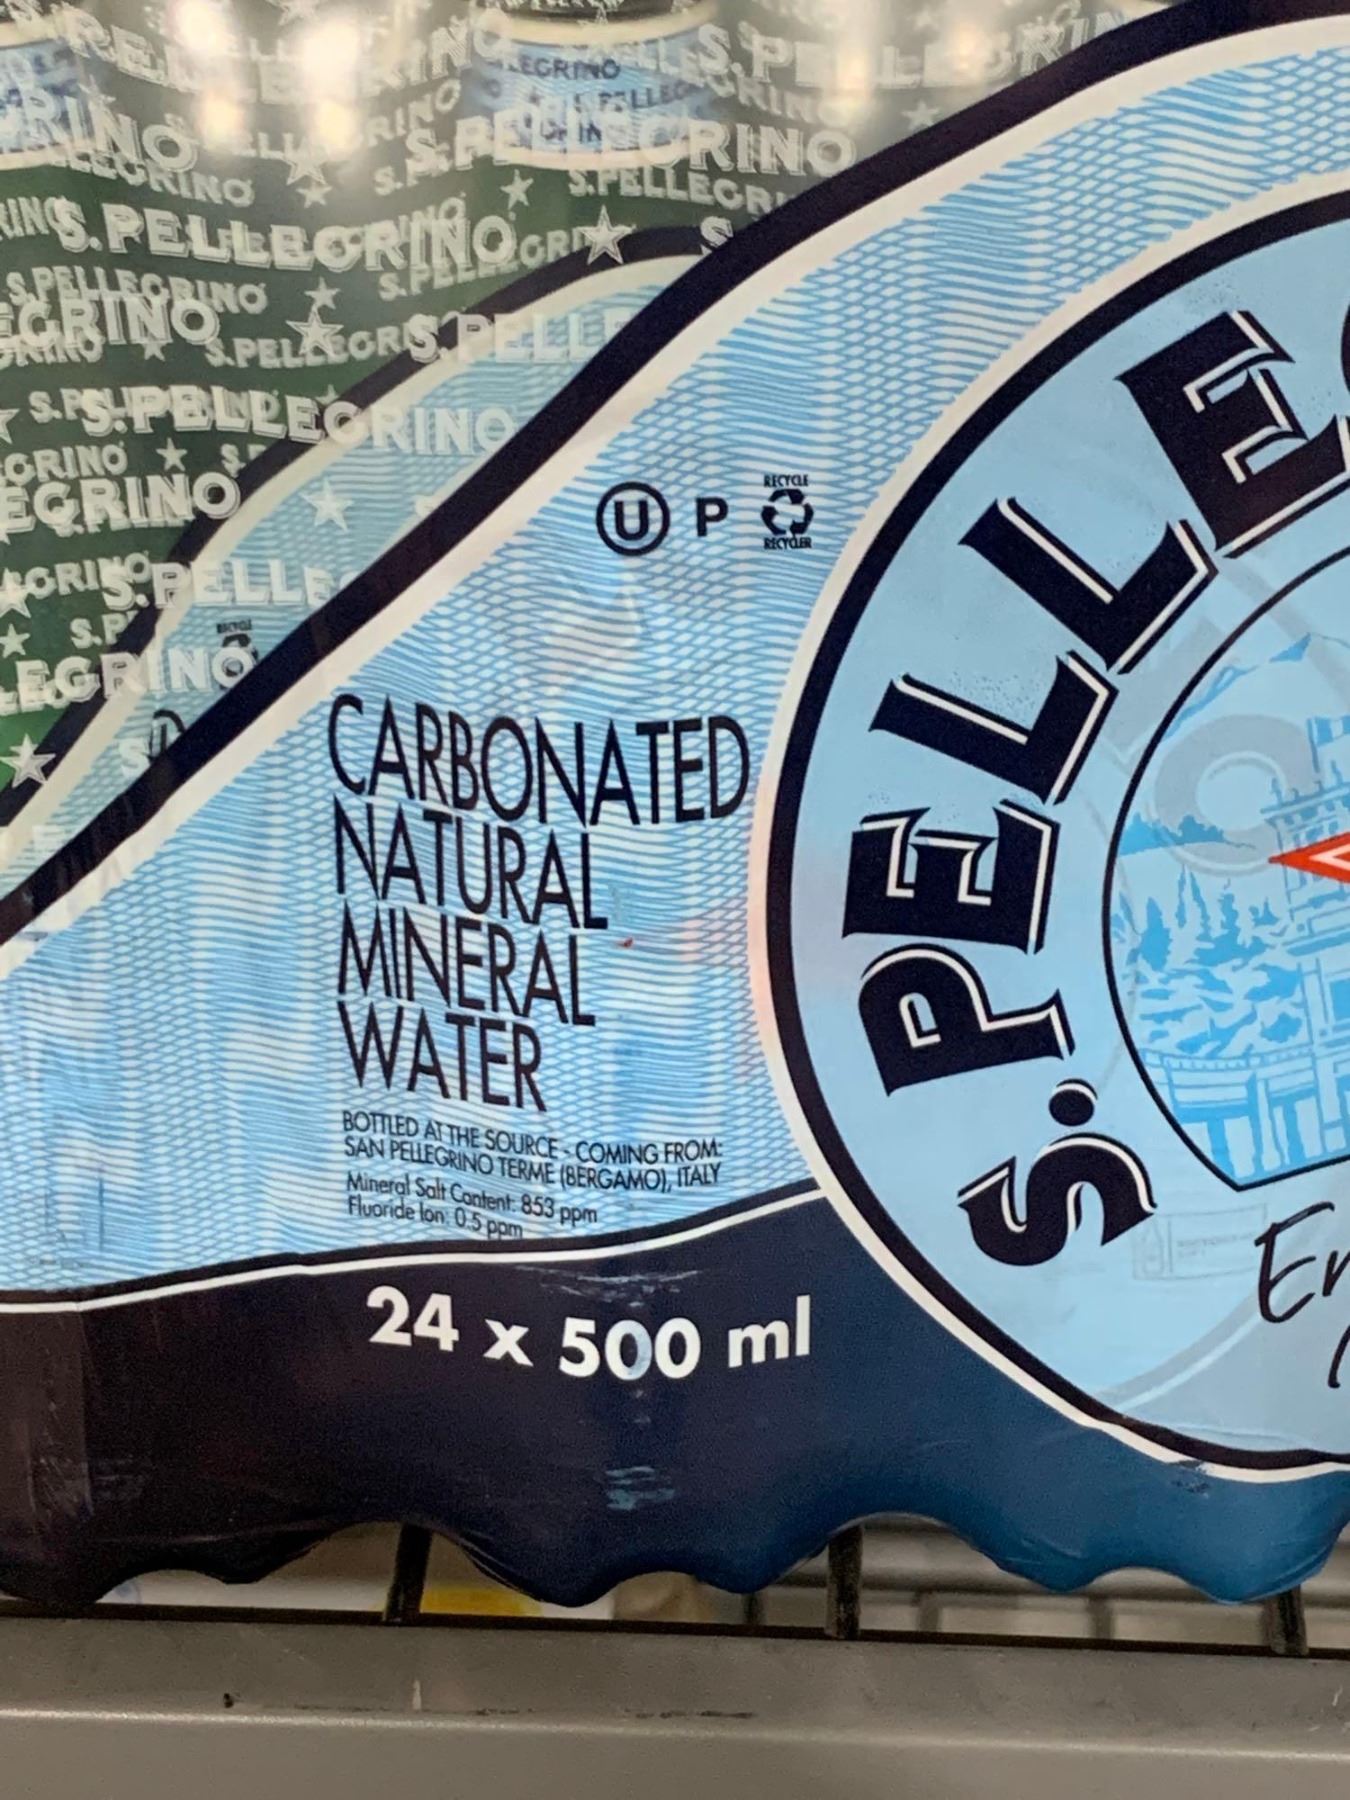 S.PELLEGRINO
S.PELLEGRINO
S.PELLEGRINO
S.PELLEGRINO
RECYCLE
U P
RECYCLER
CARBONATED
NATURAL
MINERAL
WATER
BOTTLED AT THE SOURCE - COMING FROM:
SAN PELLEGRINO TERME (BERGAMO), ITALY
Mineral Salt Content: 853 ppm
Fluoride Ion: 0.5 ppm
24 x 500 ml
S.PELLE